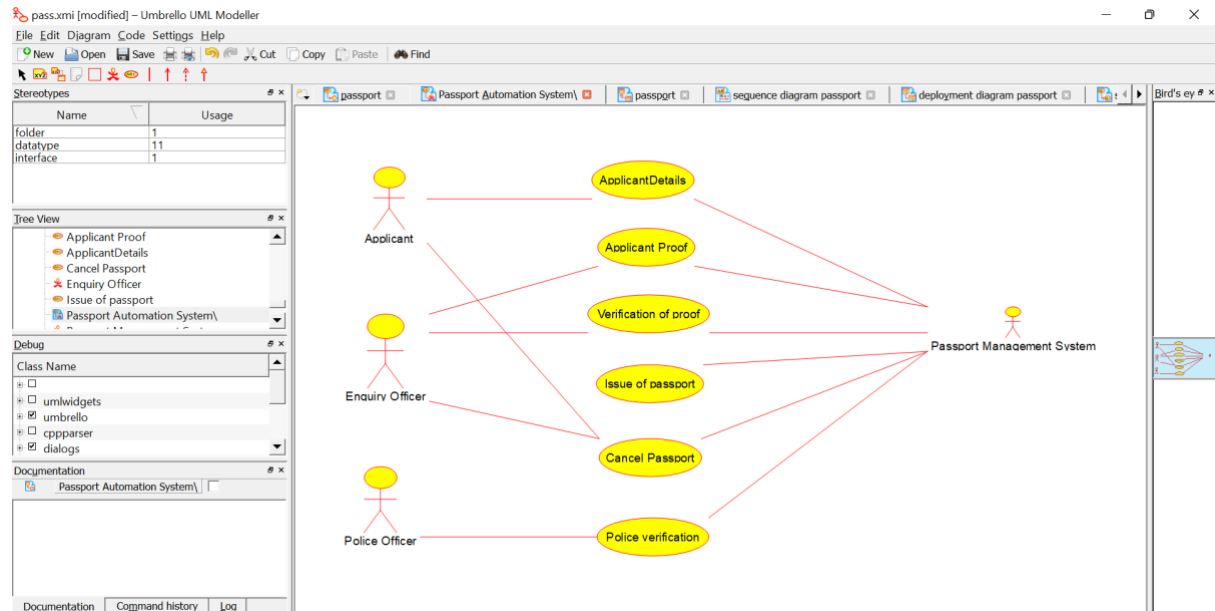 pass.xmi [modified] – Umbrello UML Modeller
File Edit Diagram Code Settings Help
New Open Save Cut Copy Paste Find
Stereotypes
Name Usage
folder 1
datatype 11
interface 1
passport Passport Automation System\ passport sequence diagram passport deployment diagram passport
Bird's ey
Tree View
Applicant Proof
ApplicantDetails
Cancel Passport
Enquiry Officer
Issue of passport
Passport Automation System\
Debug
Class Name
umlwidgets
umbrello
cppparser
dialogs
Documentation
Passport Automation System\
Documentation Command history Log
ApplicantDetails
Applicant
Applicant Proof
Verification of proof
Passport Management System
Issue of passport
Enquiry Officer
Cancel Passport
Police Officer
Police verification